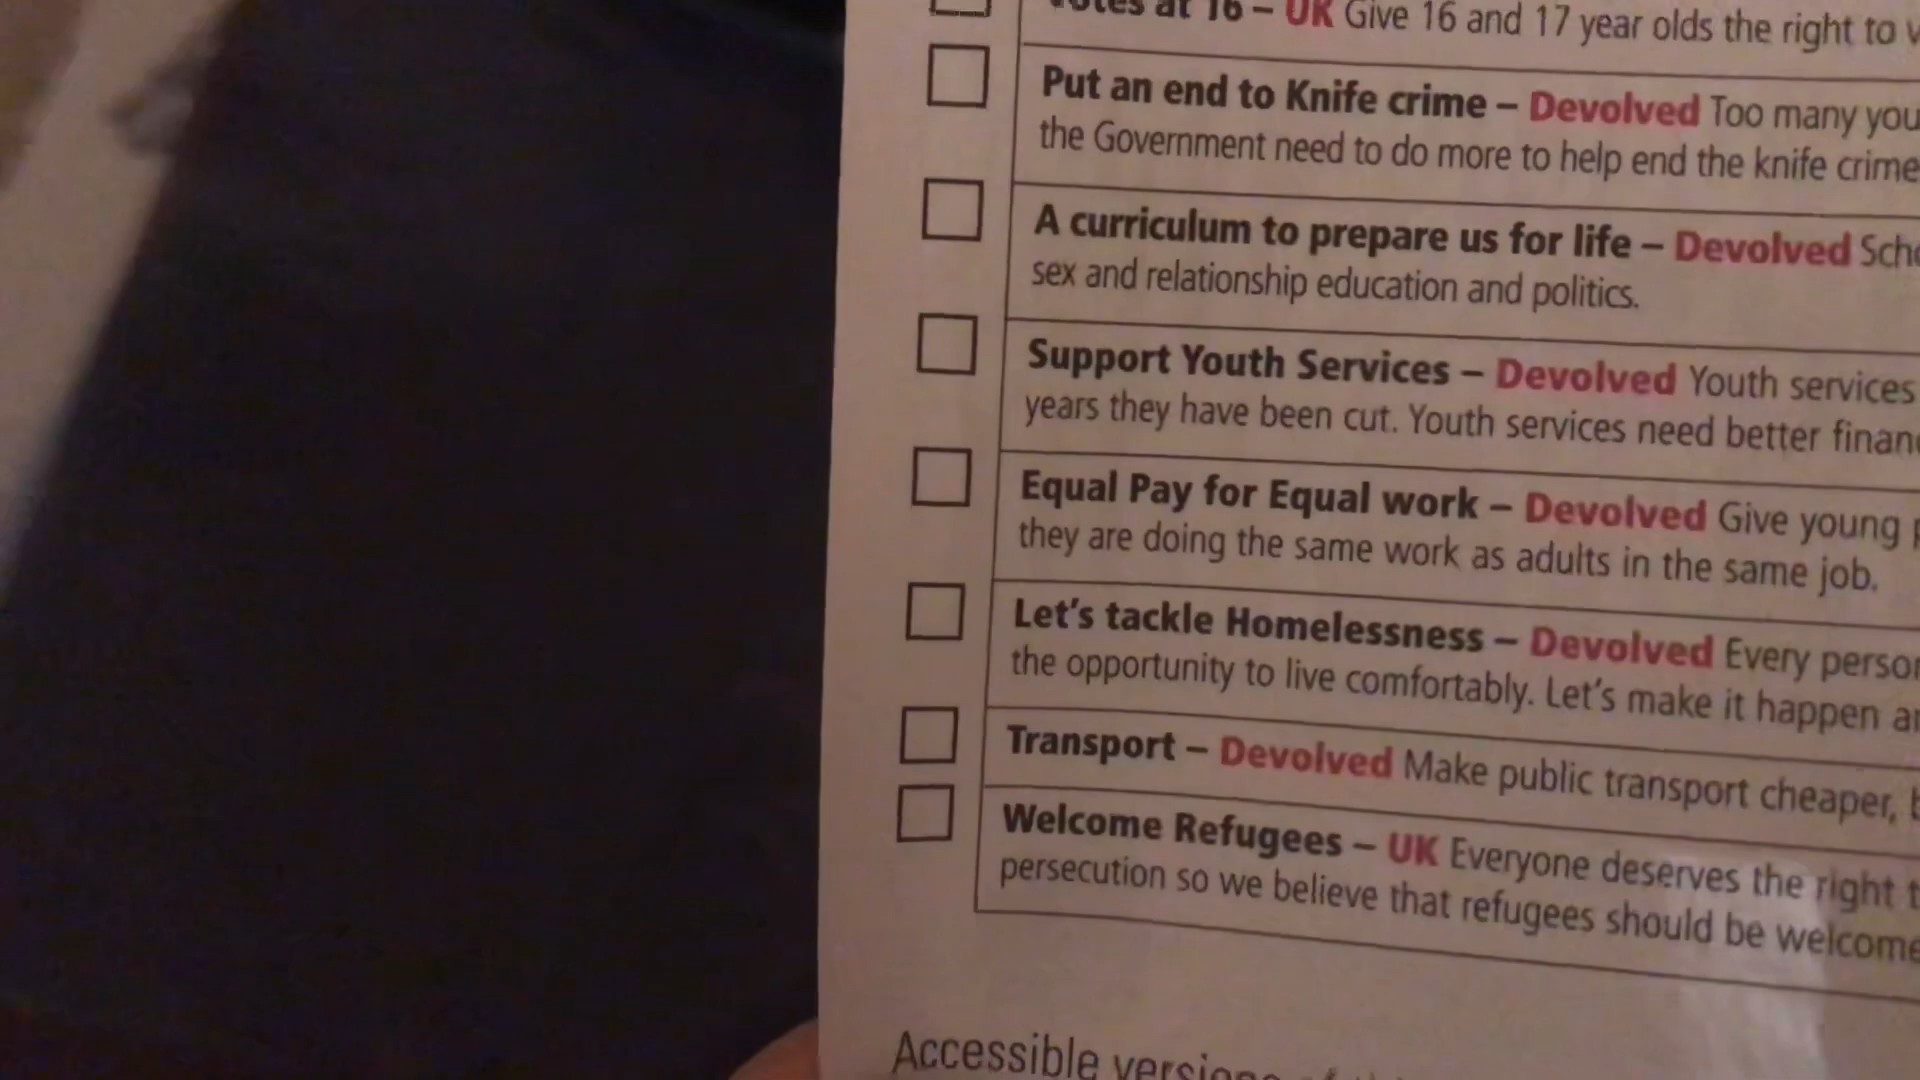 Votes at 16 – UK Give 16 and 17 year olds the right to
Put an end to Knife crime – Devolved Too many
the Government need to do more to help end the knife crime
A curriculum to prepare us for life – Devolved
sex and relationship education and politics.
Support Youth Services – Devolved Youth services
years they have been cut. Youth services need better
Equal Pay for Equal work – Devolved Give young
they are doing the same work as adults in the same job.
Let's tackle Homelessness – Devolved Every
the opportunity to live comfortably. Let's make it happen
Transport – Devolved Make public transport cheaper,
Welcome Refugees – UK Everyone deserves the right
persecution so we believe that refugees should be
Accessible